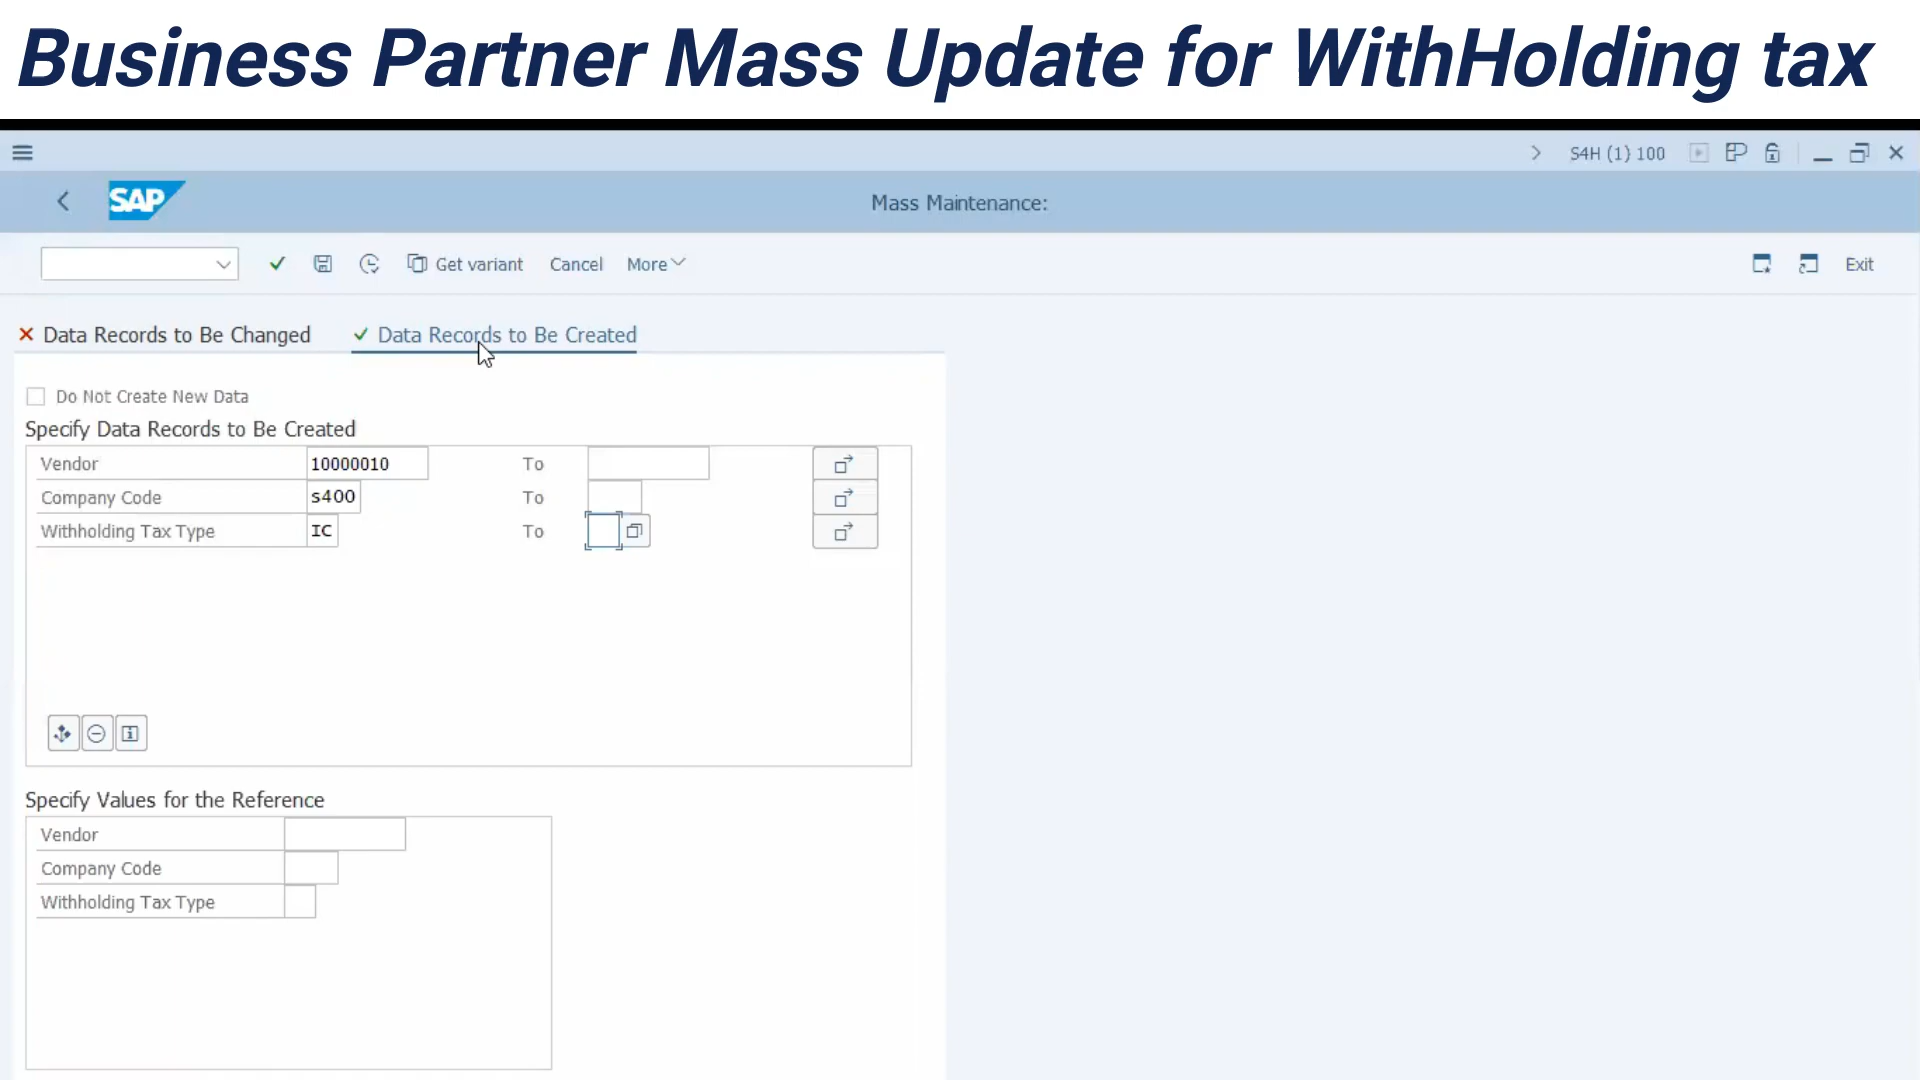 Business Partner Mass Update for WithHolding tax
S4H (1) 100
SAP
Mass Maintenance:
Get variant Cancel More Exit
Data Records to Be Changed Data Records to Be Created
Do Not Create New Data
Specify Data Records to Be Created
Vendor 10000010 To
Company Code s400 To
Withholding Tax Type IC To
Specify Values for the Reference
Vendor
Company Code
Withholding Tax Type